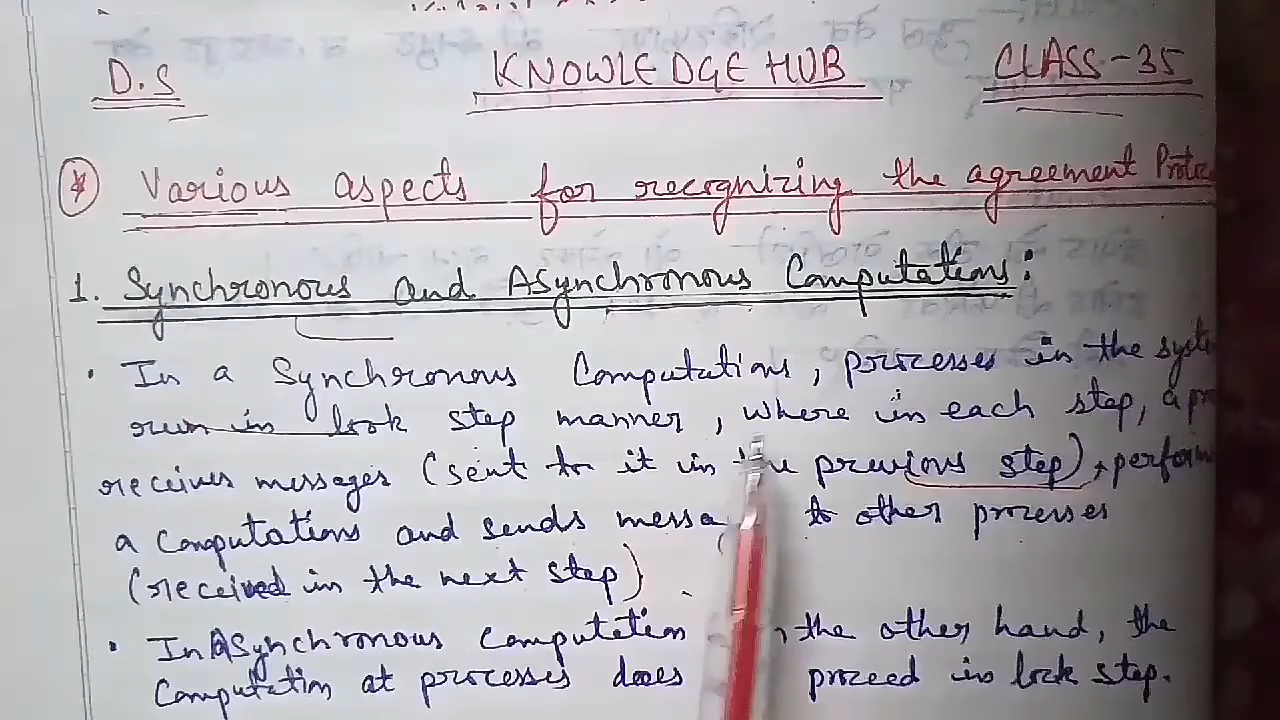 D.S KNOWLEDGE HUB CLASS-35
Various aspects for recognizing the agreement
1. Synchronous and Asynchronous Computations:
• In a Synchronous Computations, processes in the
run in look step manner, where in each step, a
receives messages (sent to it in the previous step),
a computations and sends to other processes
(received in the next step)
• In Asynchronous computation, the other hand, the
Computation at processes does proceed in lock step.